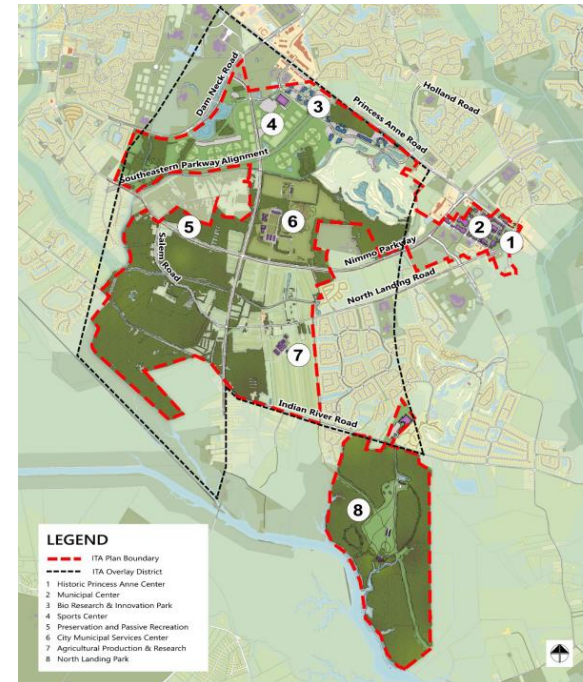 Dam Neck Road
Holland Road
Princess Anne Road
3
4
Southeastern Parkway Alignment
5
6
2
1
Salem Road
Nimmo Parkway
North Landing Road
7
Indian River Road
8
LEGEND
ITA Plan Boundary
ITA Overlay District
1 Historic Princess Anne Center
2 Municipal Center
3 Bio Research & Innovation Park
4 Sports Center
5 Preservation and Passive Recreation
6 City Municipal Services Center
7 Agricultural Production & Research
8 North Landing Park